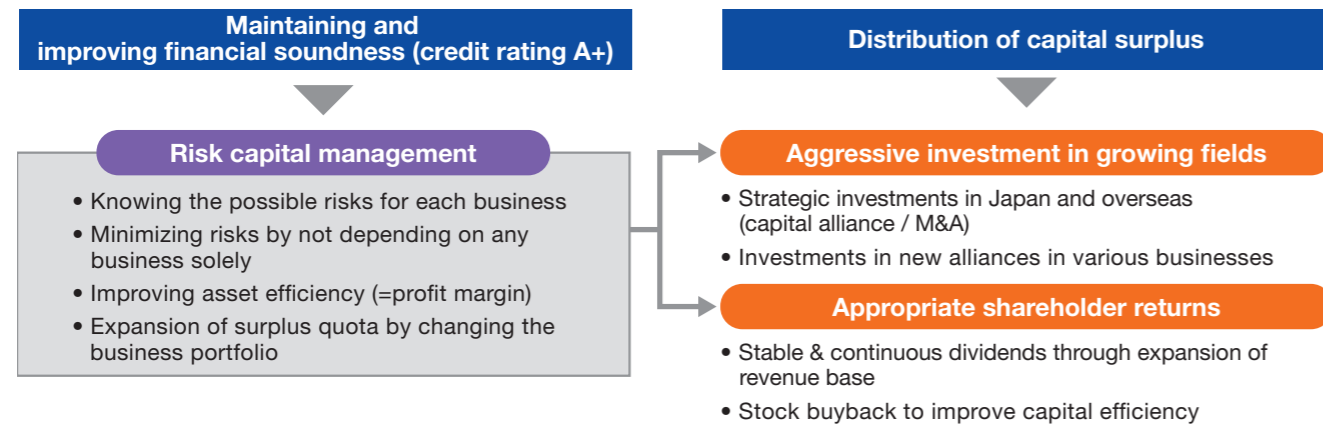 Maintaining and
improving financial soundness (credit rating A+)
Risk capital management
• Knowing the possible risks for each business
• Minimizing risks by not depending on any
business solely
• Improving asset efficiency (=profit margin)
• Expansion of surplus quota by changing the
business portfolio
Distribution of capital surplus
Aggressive investment in growing fields
• Strategic investments in Japan and overseas
(capital alliance / M&A)
• Investments in new alliances in various businesses
Appropriate shareholder returns
• Stable & continuous dividends through expansion of
revenue base
• Stock buyback to improve capital efficiency